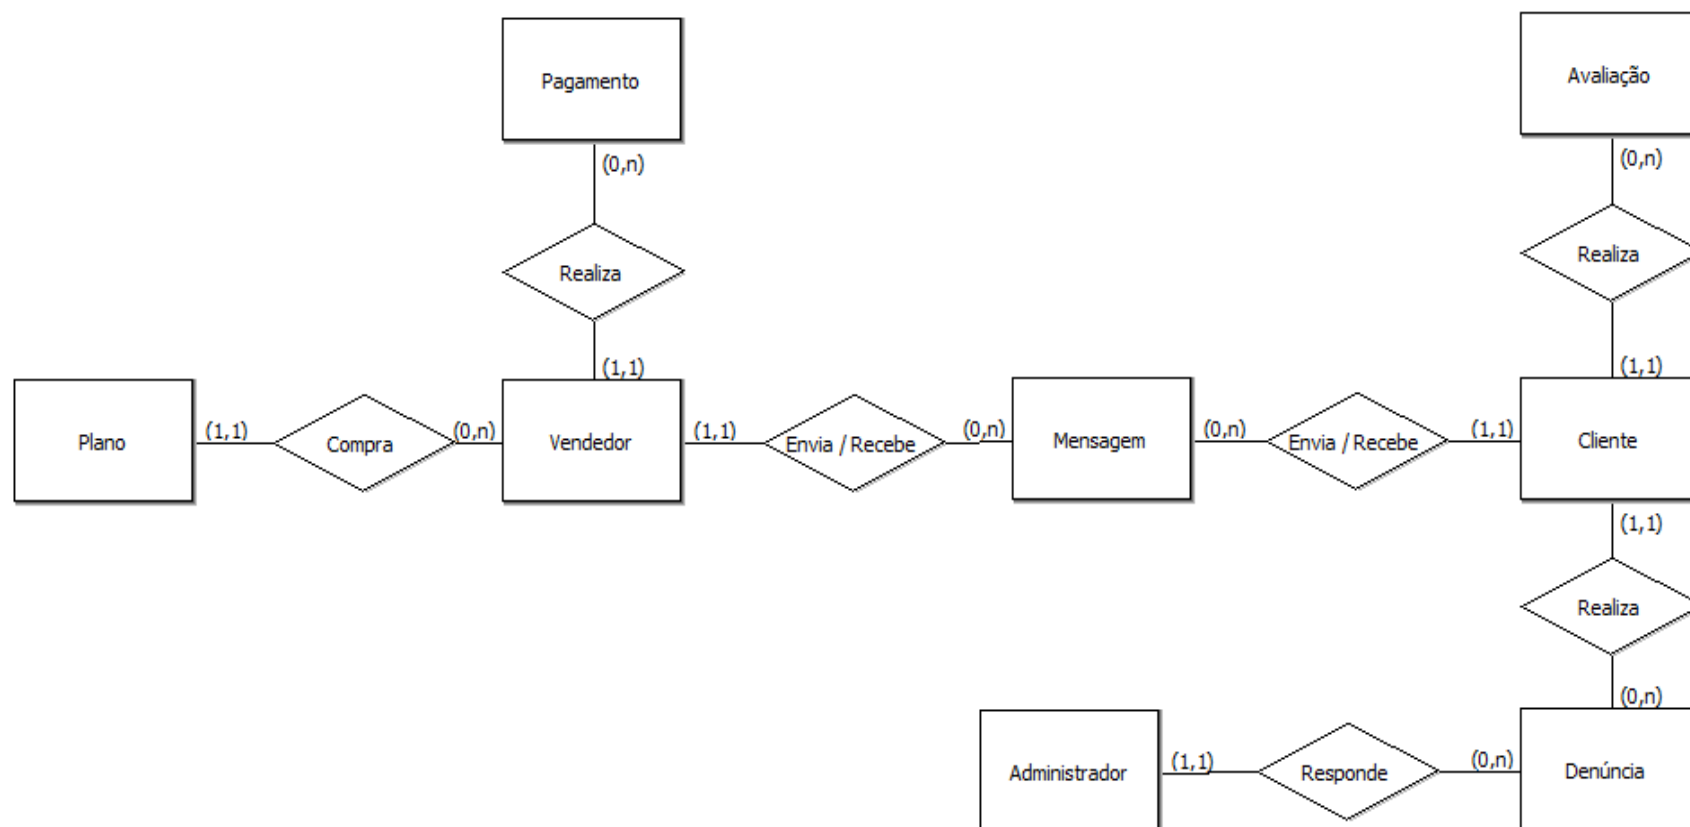 Pagamento
Avaliação
(0,n)
(0,n)
Realiza
Realiza
(1,1)
(1,1)
Plano
(1,1)
Compra
(0,n)
Vendedor
(1,1)
Envia / Recebe
(0,n)
Mensagem
(0,n)
Envia / Recebe
(1,1)
Cliente
(1,1)
Realiza
(0,n)
Administrador
(1,1)
Responde
(0,n)
Denúncia